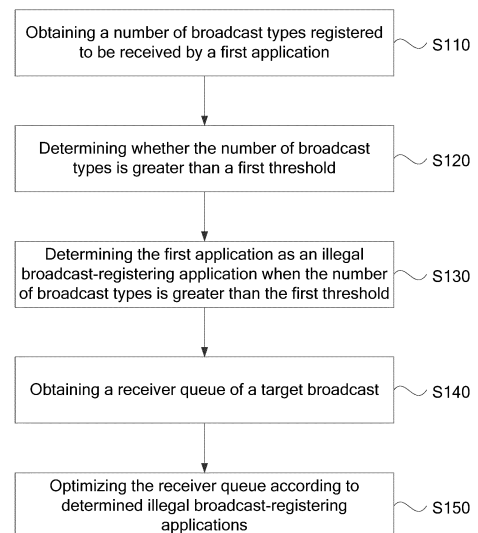 Obtaining a number of broadcast types registered
to be received by a first application
S110
Determining whether the number of broadcast
types is greater than a first threshold
S120
Determining the first application as an illegal
broadcast-registering application when the number
of broadcast types is greater than the first threshold
S130
Obtaining a receiver queue of a target broadcast
S140
Optimizing the receiver queue according to
determined illegal broadcast-registering
applications
S150